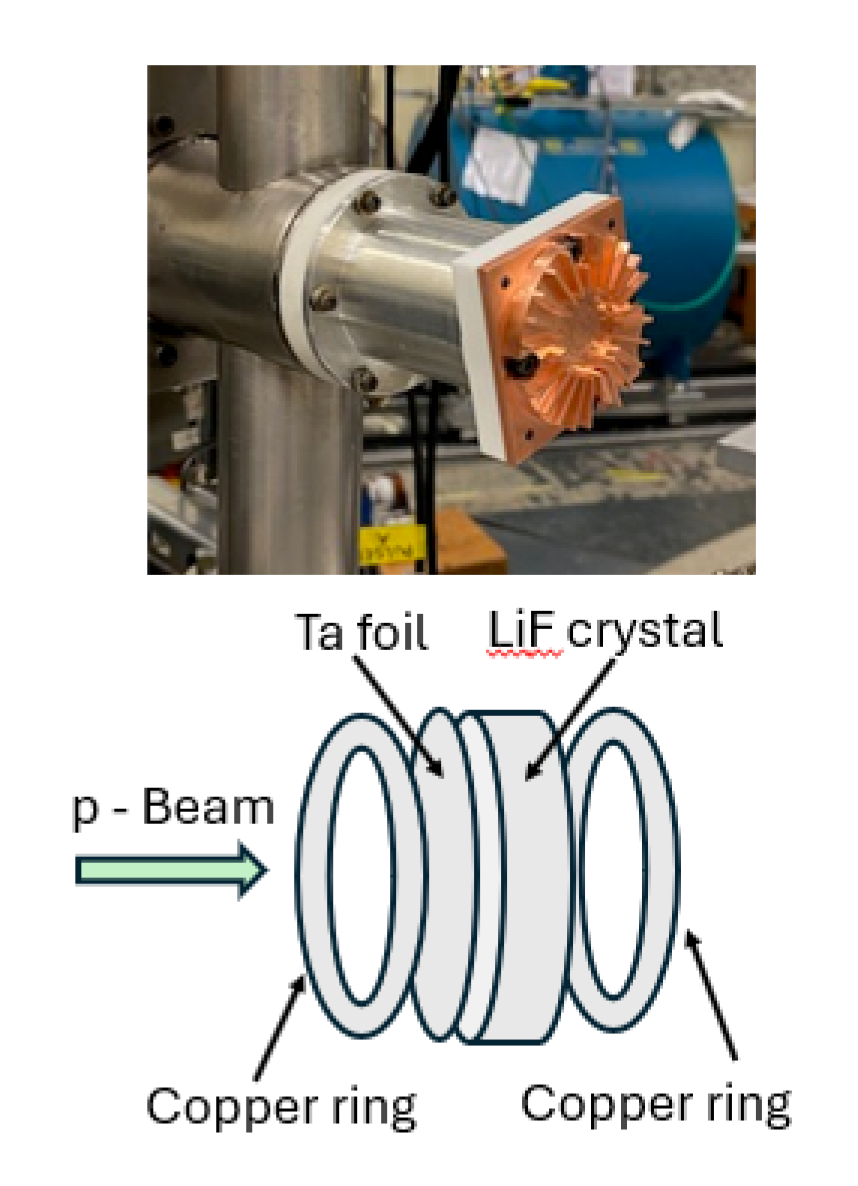 Ta foil
LiF crystal
p - Beam
Copper ring
Copper ring